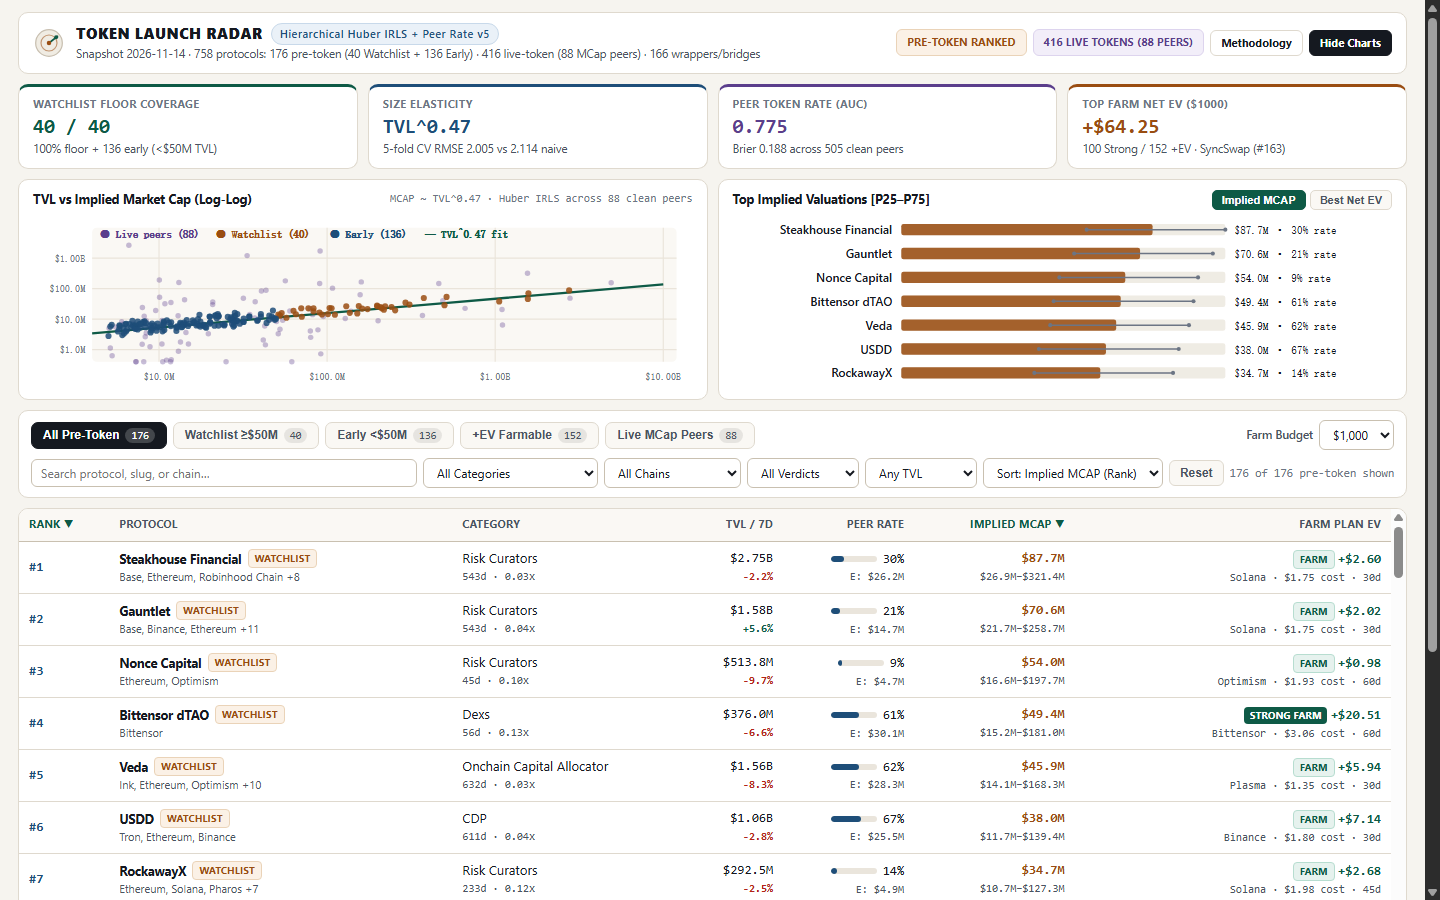 TOKEN LAUNCH RADAR Hierarchical Huber IRLS + Peer Rate v5
Snapshot 2026-11-14 · 758 protocols: 176 pre-token (40 Watchlist + 136 Early) · 416 live-token (88 MCap peers) · 166 wrappers/bridges
PRE-TOKEN RANKED 416 LIVE TOKENS (88 PEERS) Methodology Hide Charts
WATCHLIST FLOOR COVERAGE
40 / 40
100% floor + 136 early (<$50M TVL)
SIZE ELASTICITY
TVL^0.47
5-fold CV RMSE 2.005 vs 2.114 naive
PEER TOKEN RATE (AUC)
0.775
Brier 0.188 across 505 clean peers
TOP FARM NET EV ($1000)
+$64.25
100 Strong / 152 +EV · SyncSwap (#163)
TVL vs Implied Market Cap (Log-Log) MCAP ~ TVL^0.47 · Huber IRLS across 88 clean peers
Live peers (88) Watchlist (40) Early (136) TVL^0.47 fit
$1.00B
$100.0M
$10.0M
$1.0M
$10.0M $100.0M $1.00B $10.00B
Top Implied Valuations [P25–P75] Implied MCAP Best Net EV
Steakhouse Financial $87.7M · 30% rate
Gauntlet $70.6M · 21% rate
Nonce Capital $54.0M · 9% rate
Bittensor dTAO $49.4M · 61% rate
Veda $45.9M · 62% rate
USDD $38.0M · 67% rate
RockawayX $34.7M · 14% rate
All Pre-Token 176 Watchlist ≥$50M 40 Early <$50M 136 +EV Farmable 152 Live MCap Peers 88 Farm Budget $1,000
Search protocol, slug, or chain... All Categories All Chains All Verdicts Any TVL Sort: Implied MCAP (Rank) Reset 176 of 176 pre-token shown
RANK ▼ PROTOCOL CATEGORY TVL / 7D PEER RATE IMPLIED MCAP ▼ FARM PLAN EV
#1 Steakhouse Financial WATCHLIST Risk Curators $2.75B 30% $87.7M FARM +$2.60
Base, Ethereum, Robinhood Chain +8 543d · 0.03x -2.2% E: $26.2M $26.9M–$321.4M Solana · $1.75 cost · 30d
#2 Gauntlet WATCHLIST Risk Curators $1.58B 21% $70.6M FARM +$2.02
Base, Binance, Ethereum +11 543d · 0.04x +5.6% E: $14.7M $21.7M–$258.7M Solana · $1.75 cost · 30d
#3 Nonce Capital WATCHLIST Risk Curators $513.8M 9% $54.0M FARM +$0.98
Ethereum, Optimism 45d · 0.10x -9.7% E: $4.7M $16.6M–$197.7M Optimism · $1.93 cost · 60d
#4 Bittensor dTAO WATCHLIST Dexs $376.0M 61% $49.4M STRONG FARM +$20.51
Bittensor 56d · 0.13x -6.6% E: $30.1M $15.2M–$181.0M Bittensor · $3.06 cost · 60d
#5 Veda WATCHLIST Onchain Capital Allocator $1.56B 62% $45.9M FARM +$5.94
Ink, Ethereum, Optimism +10 632d · 0.03x -8.3% E: $28.3M $14.1M–$168.3M Plasma · $1.35 cost · 30d
#6 USDD WATCHLIST CDP $1.06B 67% $38.0M FARM +$7.14
Tron, Ethereum, Binance 611d · 0.04x -2.8% E: $25.5M $11.7M–$139.4M Binance · $1.80 cost · 30d
#7 RockawayX WATCHLIST Risk Curators $292.5M 14% $34.7M FARM +$2.68
Ethereum, Solana, Pharos +7 233d · 0.12x -2.5% E: $4.9M $10.7M–$127.3M Solana · $1.98 cost · 45d